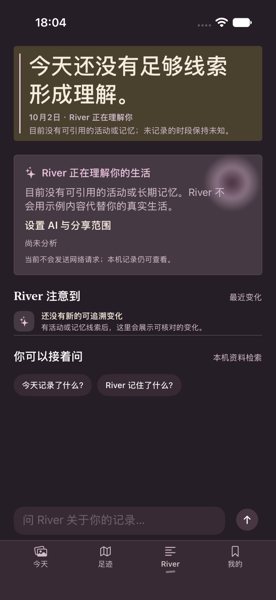 18:04
今天还没有足够线索
形成理解。
10月2日 · River 正在理解你
目前没有可引用的活动或记忆；未记录的时段保持未知。
River 正在理解你的生活
目前没有可引用的活动或长期记忆。River 不
会用示例内容代替你的真实生活。
设置 AI 与分享范围
尚未分析
当前不会发送网络请求；本机记录仍可查看。
River 注意到 最近变化
还没有新的可追溯变化
有活动或记忆线索后，这里会展示可核对的变化。
你可以接着问 本机资料检索
今天记录了什么？ River 记住了什么？
问 River 关于你的记录...
今天 足迹 River 我的